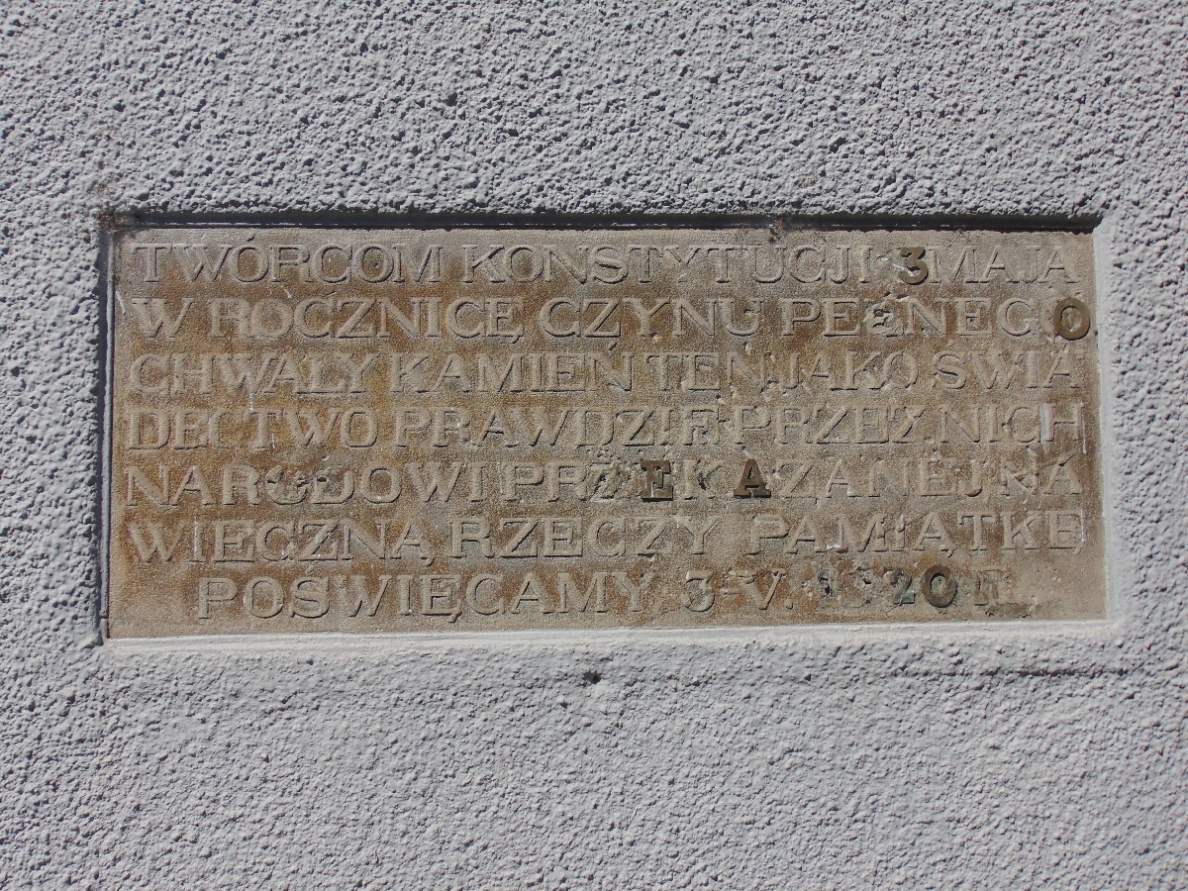 TWÓRCOM KONSTYTUCJI 3 MAJA
W ROCZNICĘ CZYNU PEŁNEGO
CHWAŁY KAMIEŃ TEN JAKO ŚWIA
DECTWO PRAWDZIE PRZEZ NICH
NARODOWI PRZEKAZANEJ NA
WIECZNĄ RZECZY PAMIĄTKĘ
POŚWIĘCAMY 3-V. 1920 R